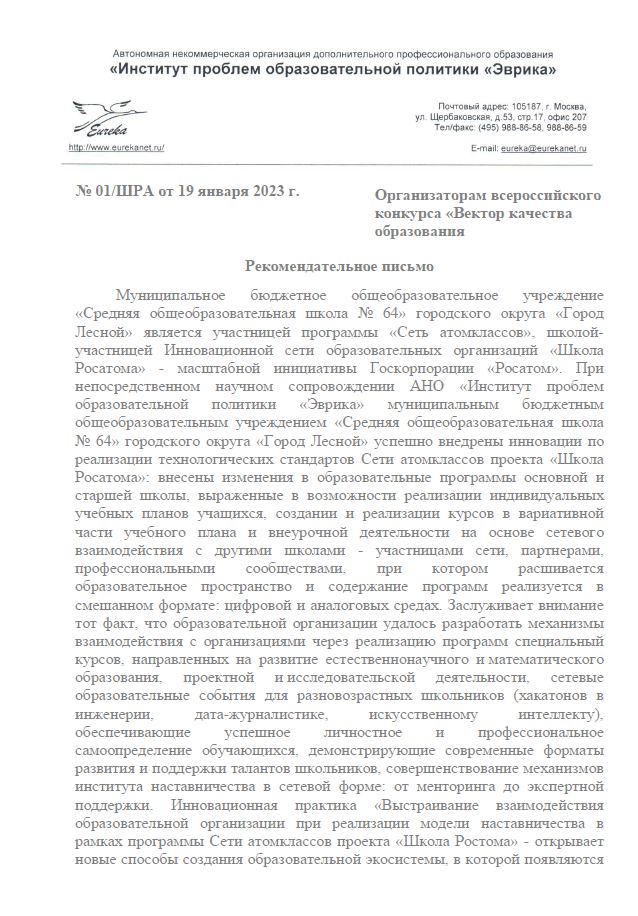 Автономная некоммерческая организация дополнительного профессионального образования
«Институт проблем образовательной политики «Эврика»
Почтовый адрес: 105187, г. Москва,
ул. Щербаковская, д.53, стр.17, офис 207
Тел/факс: (495) 988-86-58, 988-86-59
Eureka
http://www.eurekanet.ru/
E-mail: eureka@eurekanet.ru
№ 01/ШРА от 19 января 2023 г.
Организаторам всероссийского
конкурса «Вектор качества
образования
Рекомендательное письмо
Муниципальное бюджетное общеобразовательное учреждение
«Средняя общеобразовательная школа № 64» городского округа «Город
Лесной» является участницей программы «Сеть атомклассов», школой-
участницей Инновационной сети образовательных организаций «Школа
Росатома» - масштабной инициативы Госкорпорации «Росатом». При
непосредственном научном сопровождении АНО «Институт проблем
образовательной политики «Эврика» муниципальным бюджетным
общеобразовательным учреждением «Средняя общеобразовательная школа
№ 64» городского округа «Город Лесной» успешно внедрены инновации по
реализации технологических стандартов Сети атомклассов проекта «Школа
Росатома»: внесены изменения в образовательные программы основной и
старшей школы, выраженные в возможности реализации индивидуальных
учебных планов учащихся, создании и реализации курсов в вариативной
части учебного плана и внеурочной деятельности на основе сетевого
взаимодействия с другими школами - участницами сети, партнерами,
профессиональными сообществами, при котором расшивается
образовательное пространство и содержание программ реализуется в
смешанном формате: цифровой и аналоговых средах. Заслуживает внимание
тот факт, что образовательной организации удалось разработать механизмы
взаимодействия с организациями через реализацию программ специальный
курсов, направленных на развитие естественнонаучного и математического
образования, проектной и исследовательской деятельности, сетевые
образовательные события для разновозрастных школьников (хакатонов в
инженерии, дата-журналистике, искусственному интеллекту),
обеспечивающие успешное личностное и профессиональное
самоопределение обучающихся, демонстрирующие современные форматы
развития и поддержки талантов школьников, совершенствование механизмов
института наставничества в сетевой форме: от менторинга до экспертной
поддержки. Инновационная практика «Выстраивание взаимодействия
образовательной организации при реализации модели наставничества в
рамках программы Сети атомклассов проекта «Школа Ростома» - открывает
новые способы создания образовательной экосистемы, в которой появляются